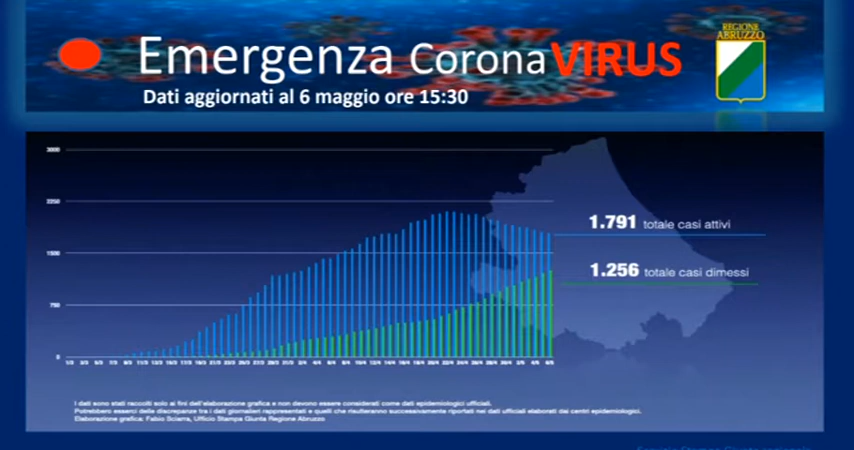 Emergenza CoronaVIRUS
REGIONE
ABRUZZO
Dati aggiornati al 6 maggio ore 15:30
3000
2250
1.791 totale casi attivi
1500
1.256 totale casi dimessi
750
0
I dati sono stati raccolti solo ai fini dell'elaborazione grafica e non devono essere considerati come dati epidemiologici ufficiali.
Potrebbero esserci delle discrepanze tra i dati giornalieri rappresentati e quelli che risulteranno successivamente riportati nei dati ufficiali elaborati dai centri epidemiologici.
Elaborazione grafica: Fabio Sciarra, Ufficio Stampa Giunta Regione Abruzzo